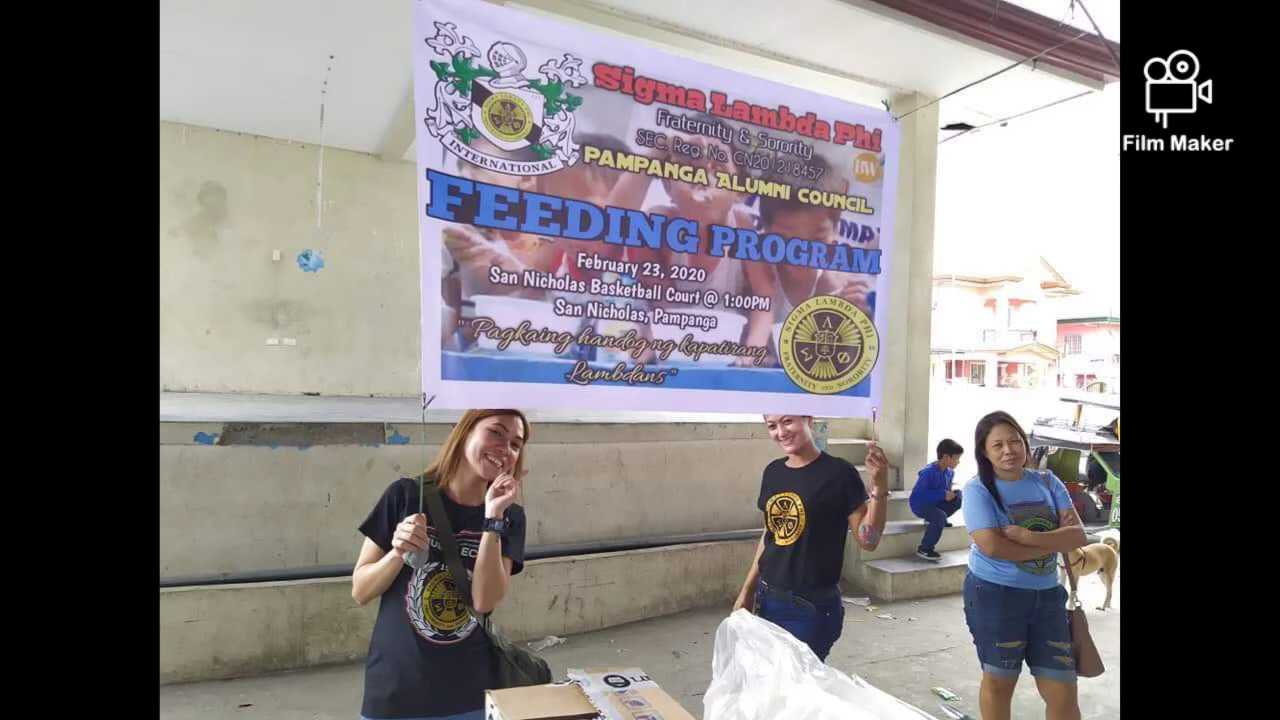 Sigma Lambda Phi
Fraternity & Sorority
SEC. Reg. No. CN201218457
PAMPANGA ALUMNI COUNCIL
INTERNATIONAL
FEEDING PROGRAM
February 23, 2020
San Nicholas Basketball Court @ 1:00PM
San Nicholas, Pampanga
"Pagkaing handog ng kapatirang
Lambdans"
SIGMA LAMBDA PHI
Λ
Σ Φ
FRATERNITY AND SORORITY
Film Maker